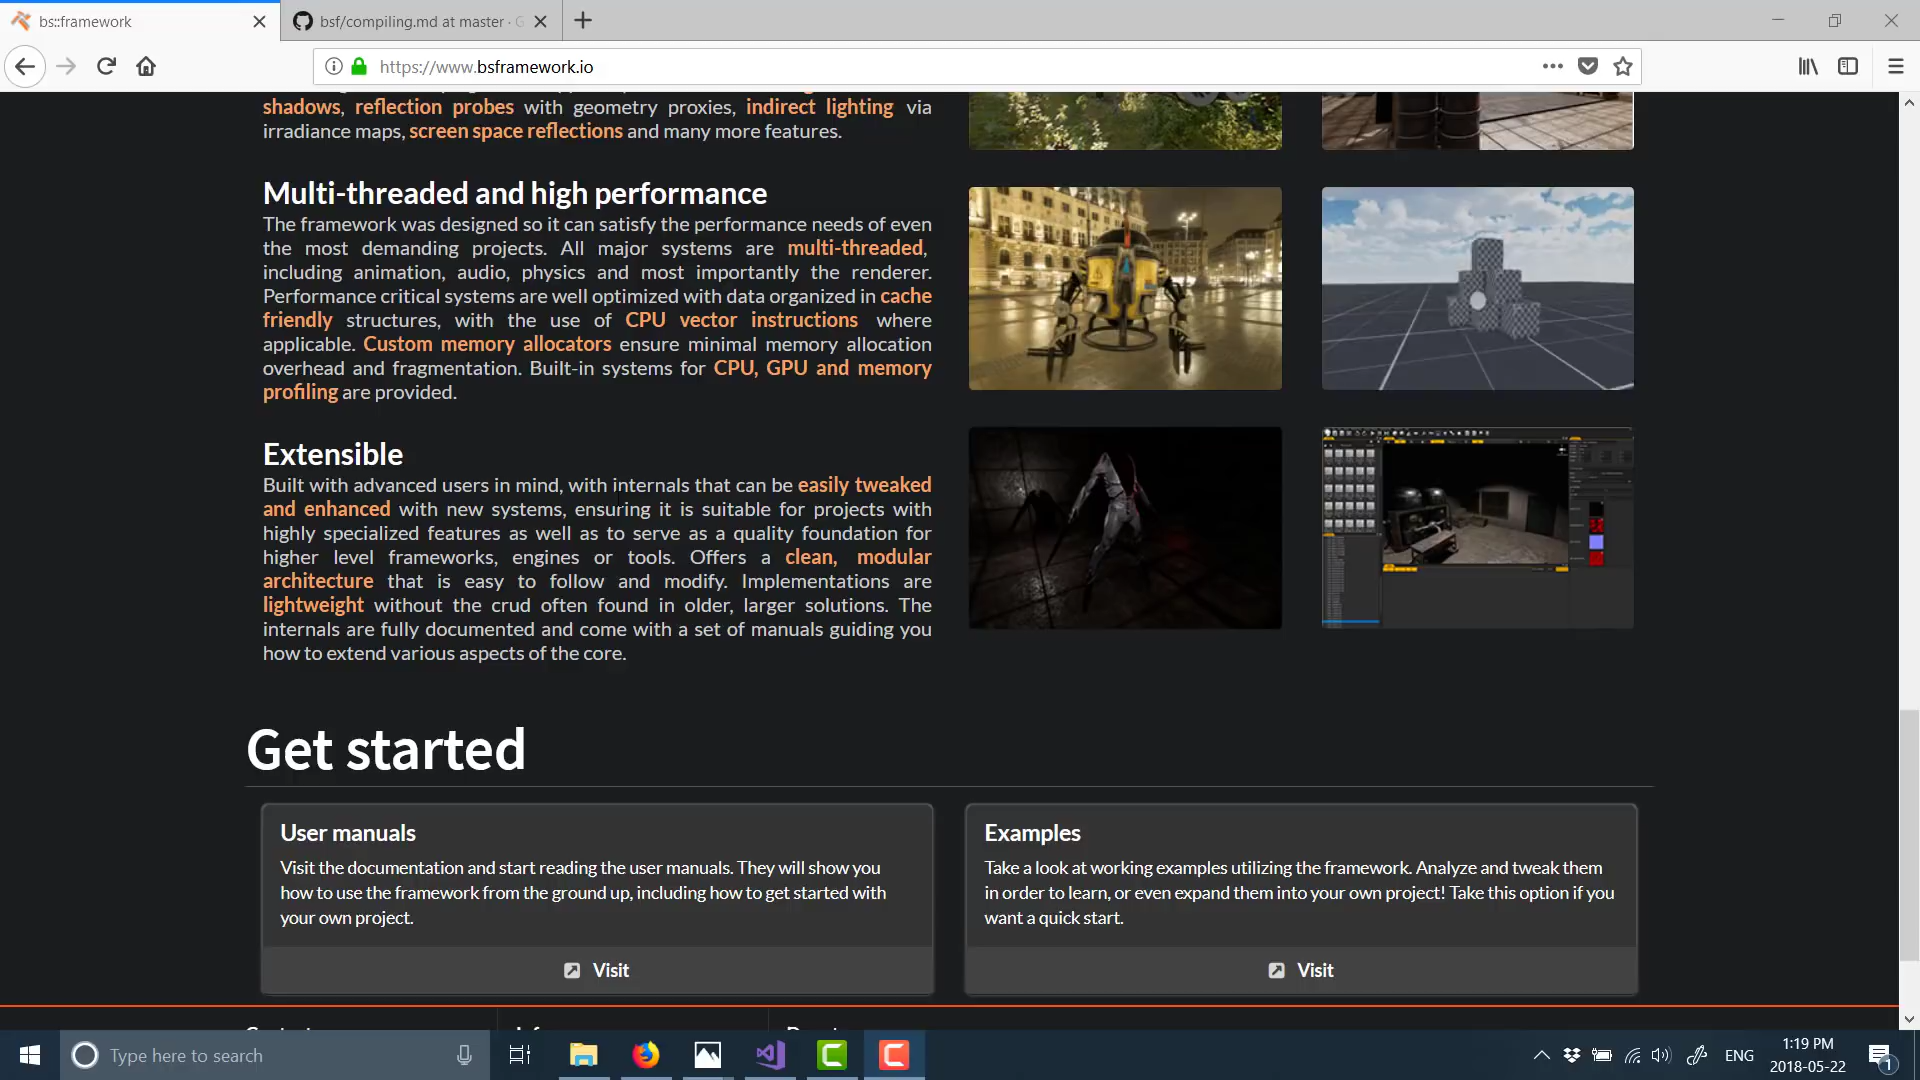 bs::framework
bsf/compiling.md at master · G
https://www.bsframework.io
shadows, reflection probes with geometry proxies, indirect lighting via
irradiance maps, screen space reflections and many more features.
Multi-threaded and high performance
The framework was designed so it can satisfy the performance needs of even
the most demanding projects. All major systems are multi-threaded,
including animation, audio, physics and most importantly the renderer.
Performance critical systems are well optimized with data organized in cache
friendly structures, with the use of CPU vector instructions where
applicable. Custom memory allocators ensure minimal memory allocation
overhead and fragmentation. Built-in systems for CPU, GPU and memory
profiling are provided.
Extensible
Built with advanced users in mind, with internals that can be easily tweaked
and enhanced with new systems, ensuring it is suitable for projects with
highly specialized features as well as to serve as a quality foundation for
higher level frameworks, engines or tools. Offers a clean, modular
architecture that is easy to follow and modify. Implementations are
lightweight without the crud often found in older, larger solutions. The
internals are fully documented and come with a set of manuals guiding you
how to extend various aspects of the core.
Get started
User manuals
Visit the documentation and start reading the user manuals. They will show you
how to use the framework from the ground up, including how to get started with
your own project.
Visit
Examples
Take a look at working examples utilizing the framework. Analyze and tweak them
in order to learn, or even expand them into your own project! Take this option if you
want a quick start.
Visit
Type here to search
ENG
1:19 PM
2018-05-22
1